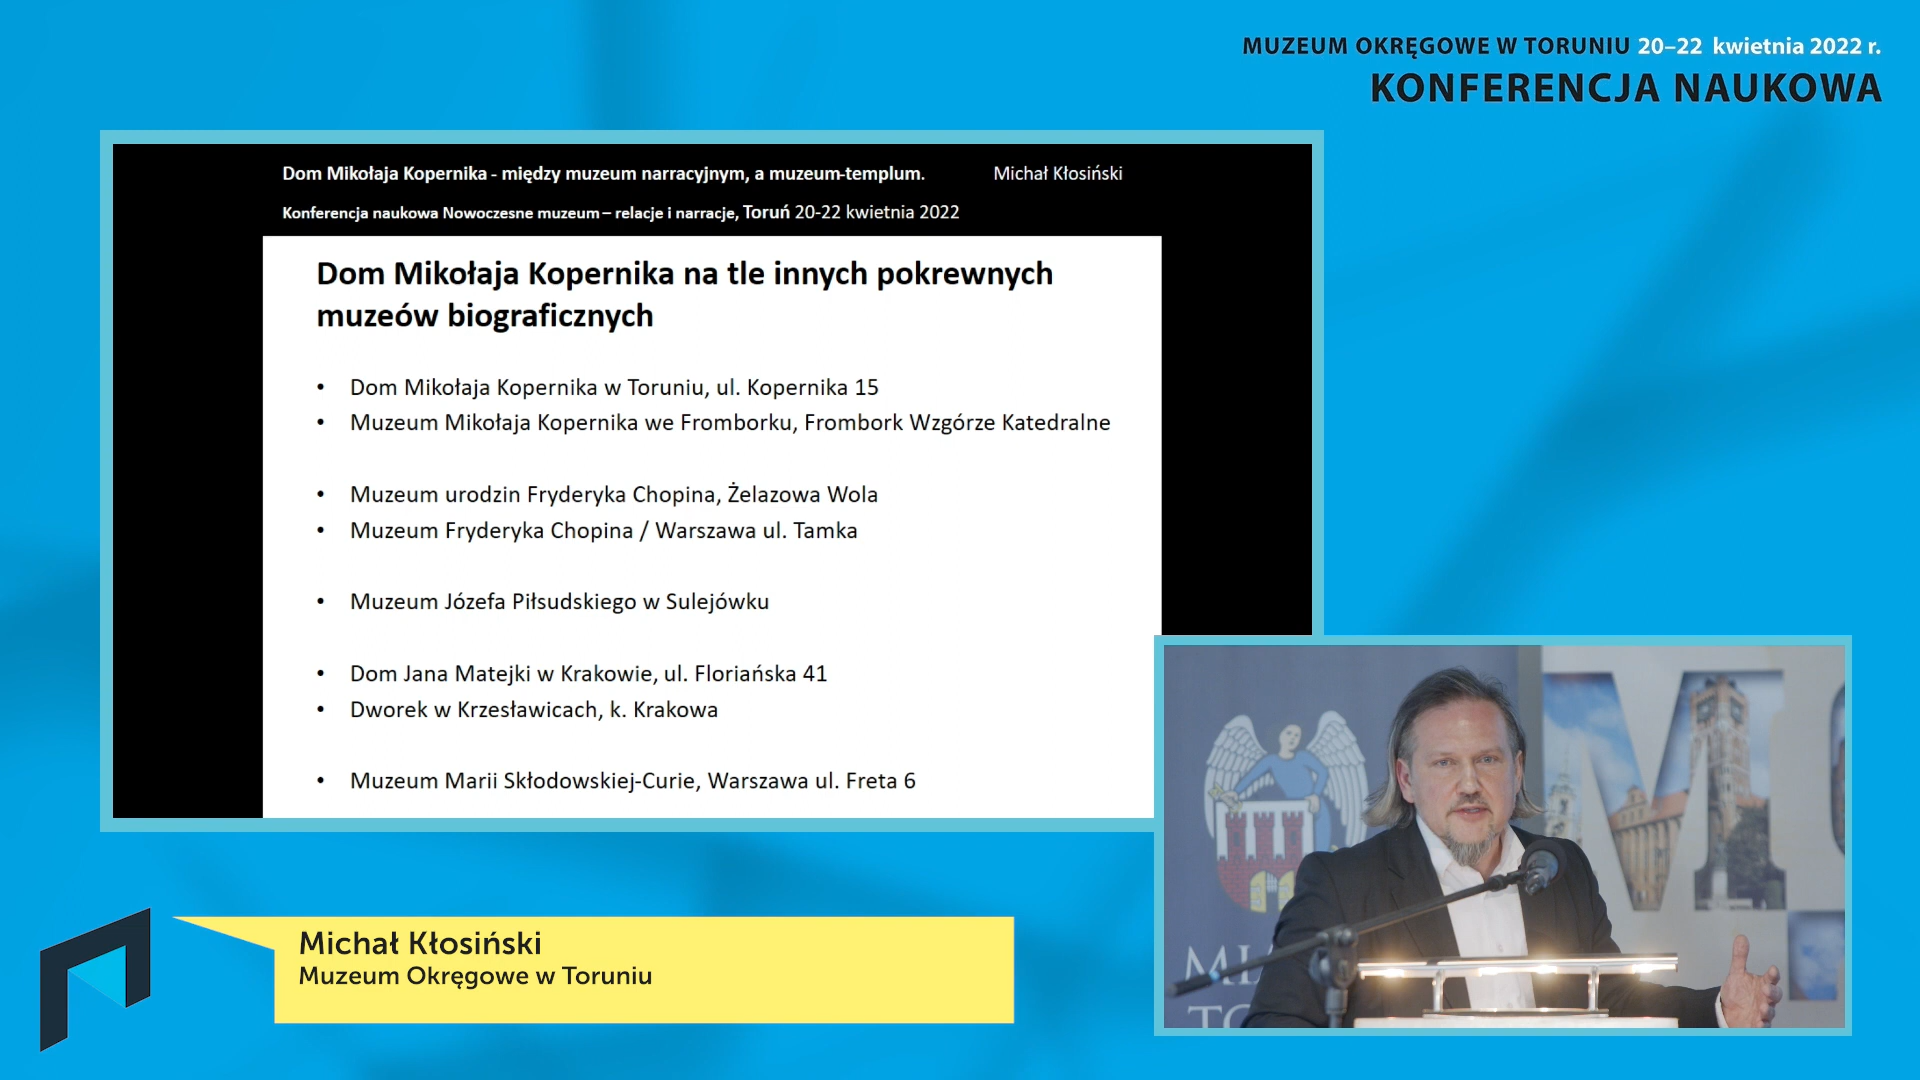 MUZEUM OKRĘGOWE W TORUNIU 20–22 kwietnia 2022 r.
KONFERENCJA NAUKOWA
Dom Mikołaja Kopernika - między muzeum narracyjnym, a muzeum-templum. Michał Kłosiński
Konferencja naukowa Nowoczesne muzeum – relacje i narracje, Toruń 20-22 kwietnia 2022
Dom Mikołaja Kopernika na tle innych pokrewnych
muzeów biograficznych
• Dom Mikołaja Kopernika w Toruniu, ul. Kopernika 15
• Muzeum Mikołaja Kopernika we Fromborku, Frombork Wzgórze Katedralne
• Muzeum urodzin Fryderyka Chopina, Żelazowa Wola
• Muzeum Fryderyka Chopina / Warszawa ul. Tamka
• Muzeum Józefa Piłsudskiego w Sulejówku
• Dom Jana Matejki w Krakowie, ul. Floriańska 41
• Dworek w Krzesławicach, k. Krakowa
• Muzeum Marii Skłodowskiej-Curie, Warszawa ul. Freta 6
Michał Kłosiński
Muzeum Okręgowe w Toruniu